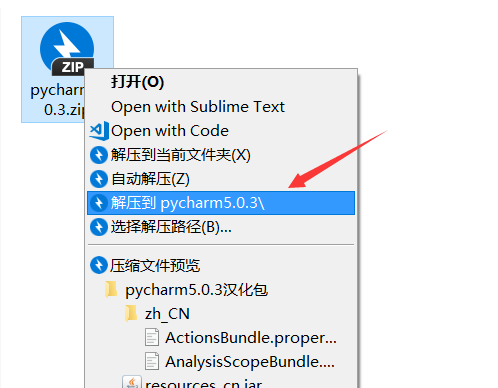 ZIP
pycharm
0.3.zip
打开(O)
Open with Sublime Text
Open with Code
解压到当前文件夹(X)
自动解压(Z)
解压到 pycharm5.0.3\
选择解压路径(B)...
压缩文件预览
pycharm5.0.3汉化包
zh_CN
ActionsBundle.proper...
AnalysisScopeBundle....
resources_cn.jar